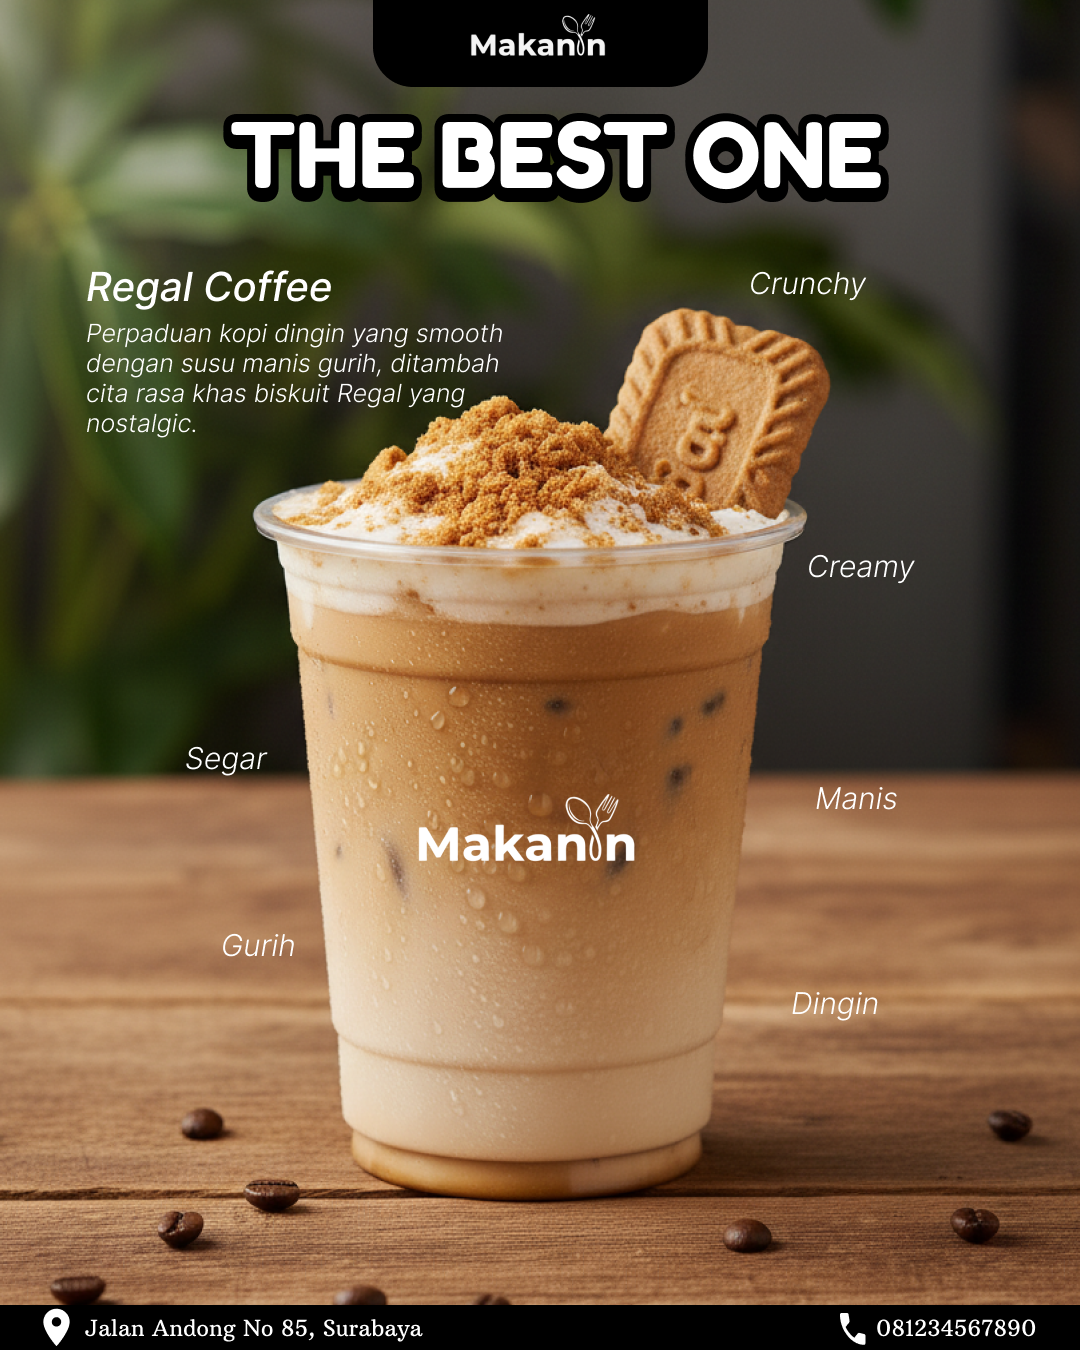 Makanin
THE BEST ONE
Regal Coffee
Perpaduan kopi dingin yang smooth
dengan susu manis gurih, ditambah
cita rasa khas biskuit Regal yang
nostalgic.
Crunchy
Creamy
Segar
Manis
Makanin
Gurih
Dingin
Jalan Andong No 85, Surabaya
081234567890